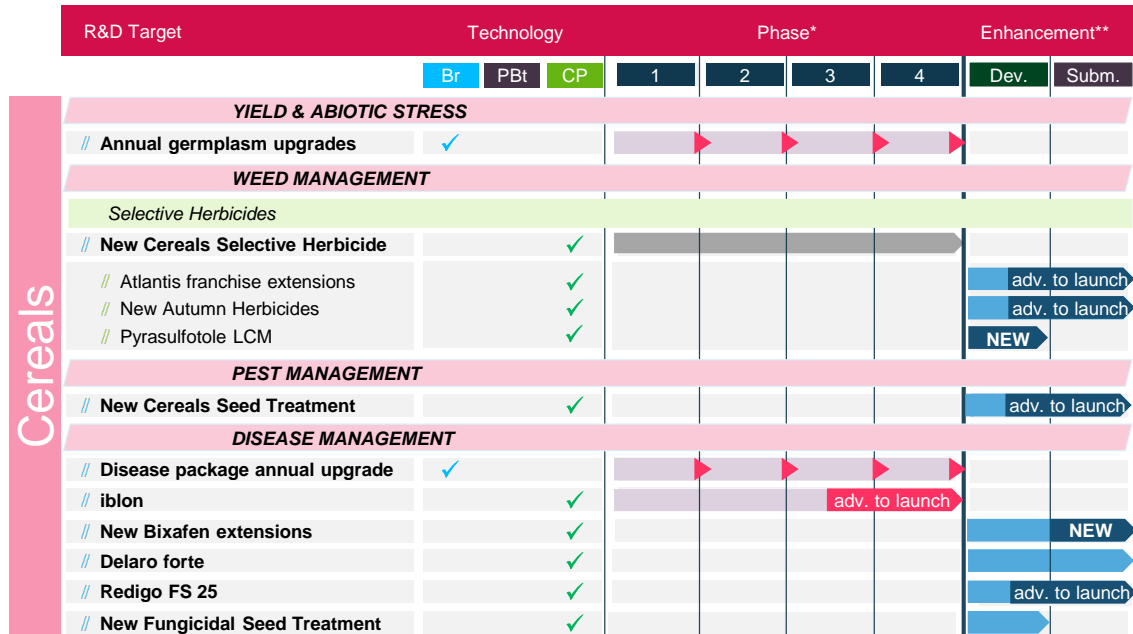 R&D Target Technology Phase* Enhancement**
Br PBt CP 1 2 3 4 Dev. Subm.
Cereals
YIELD & ABIOTIC STRESS
// Annual germplasm upgrades ✓
WEED MANAGEMENT
Selective Herbicides
// New Cereals Selective Herbicide ✓
// Atlantis franchise extensions ✓ adv. to launch
// New Autumn Herbicides ✓ adv. to launch
// Pyrasulfotole LCM ✓ NEW
PEST MANAGEMENT
// New Cereals Seed Treatment ✓ adv. to launch
DISEASE MANAGEMENT
// Disease package annual upgrade ✓
// iblon ✓ adv. to launch
// New Bixafen extensions ✓ NEW
// Delaro forte ✓
// Redigo FS 25 ✓ adv. to launch
// New Fungicidal Seed Treatment ✓